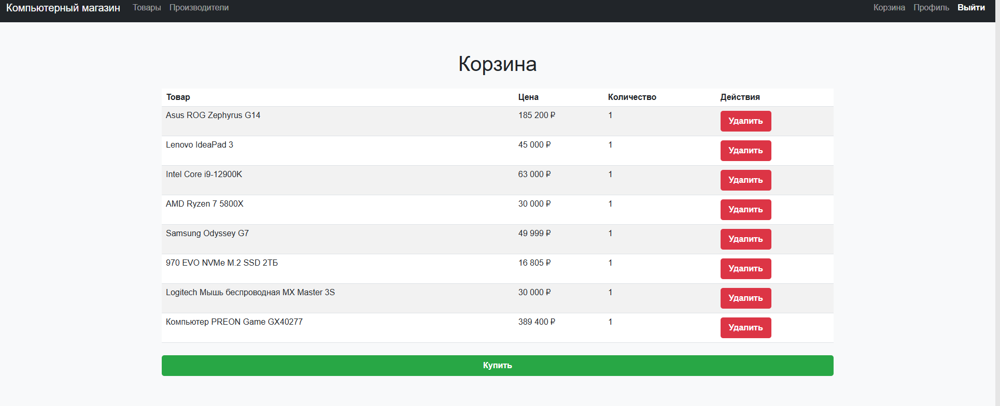 Компьютерный магазин Товары Производители Корзина Профиль Выйти
Корзина
Товар Цена Количество Действия
Asus ROG Zephyrus G14 185 200 ₽ 1 Удалить
Lenovo IdeaPad 3 45 000 ₽ 1 Удалить
Intel Core i9-12900K 63 000 ₽ 1 Удалить
AMD Ryzen 7 5800X 30 000 ₽ 1 Удалить
Samsung Odyssey G7 49 999 ₽ 1 Удалить
970 EVO NVMe M.2 SSD 2ТБ 16 805 ₽ 1 Удалить
Logitech Мышь беспроводная MX Master 3S 30 000 ₽ 1 Удалить
Компьютер PREON Game GX40277 389 400 ₽ 1 Удалить
Купить